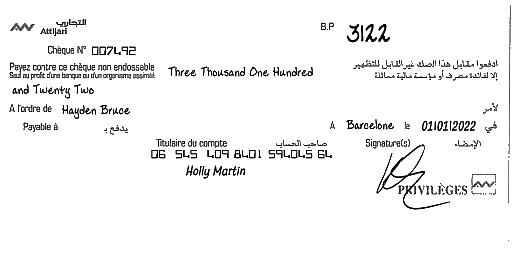 التجاري
Attijari
B.P 3122
Chèque N° 007492
Payez contre ce chèque non endossable
Sauf au profit d'une banque ou d'un organisme assimilé
Three Thousand One Hundred
ادفعوا مقابل هذا الصك غير القابل للتظهير
إلا لفائدة مصرف أو مؤسسة مالية مماثلة
and Twenty Two
A l'ordre de Hayden Bruce
لأمر
Payable à يدفع بـ
A Barcelone le 01/01/2022 في
Titulaire du compte صاحب الحساب
Signature(s) الإمضاء
06 545 409 8401 594045 64
Holly Martin
PRIVILÈGES